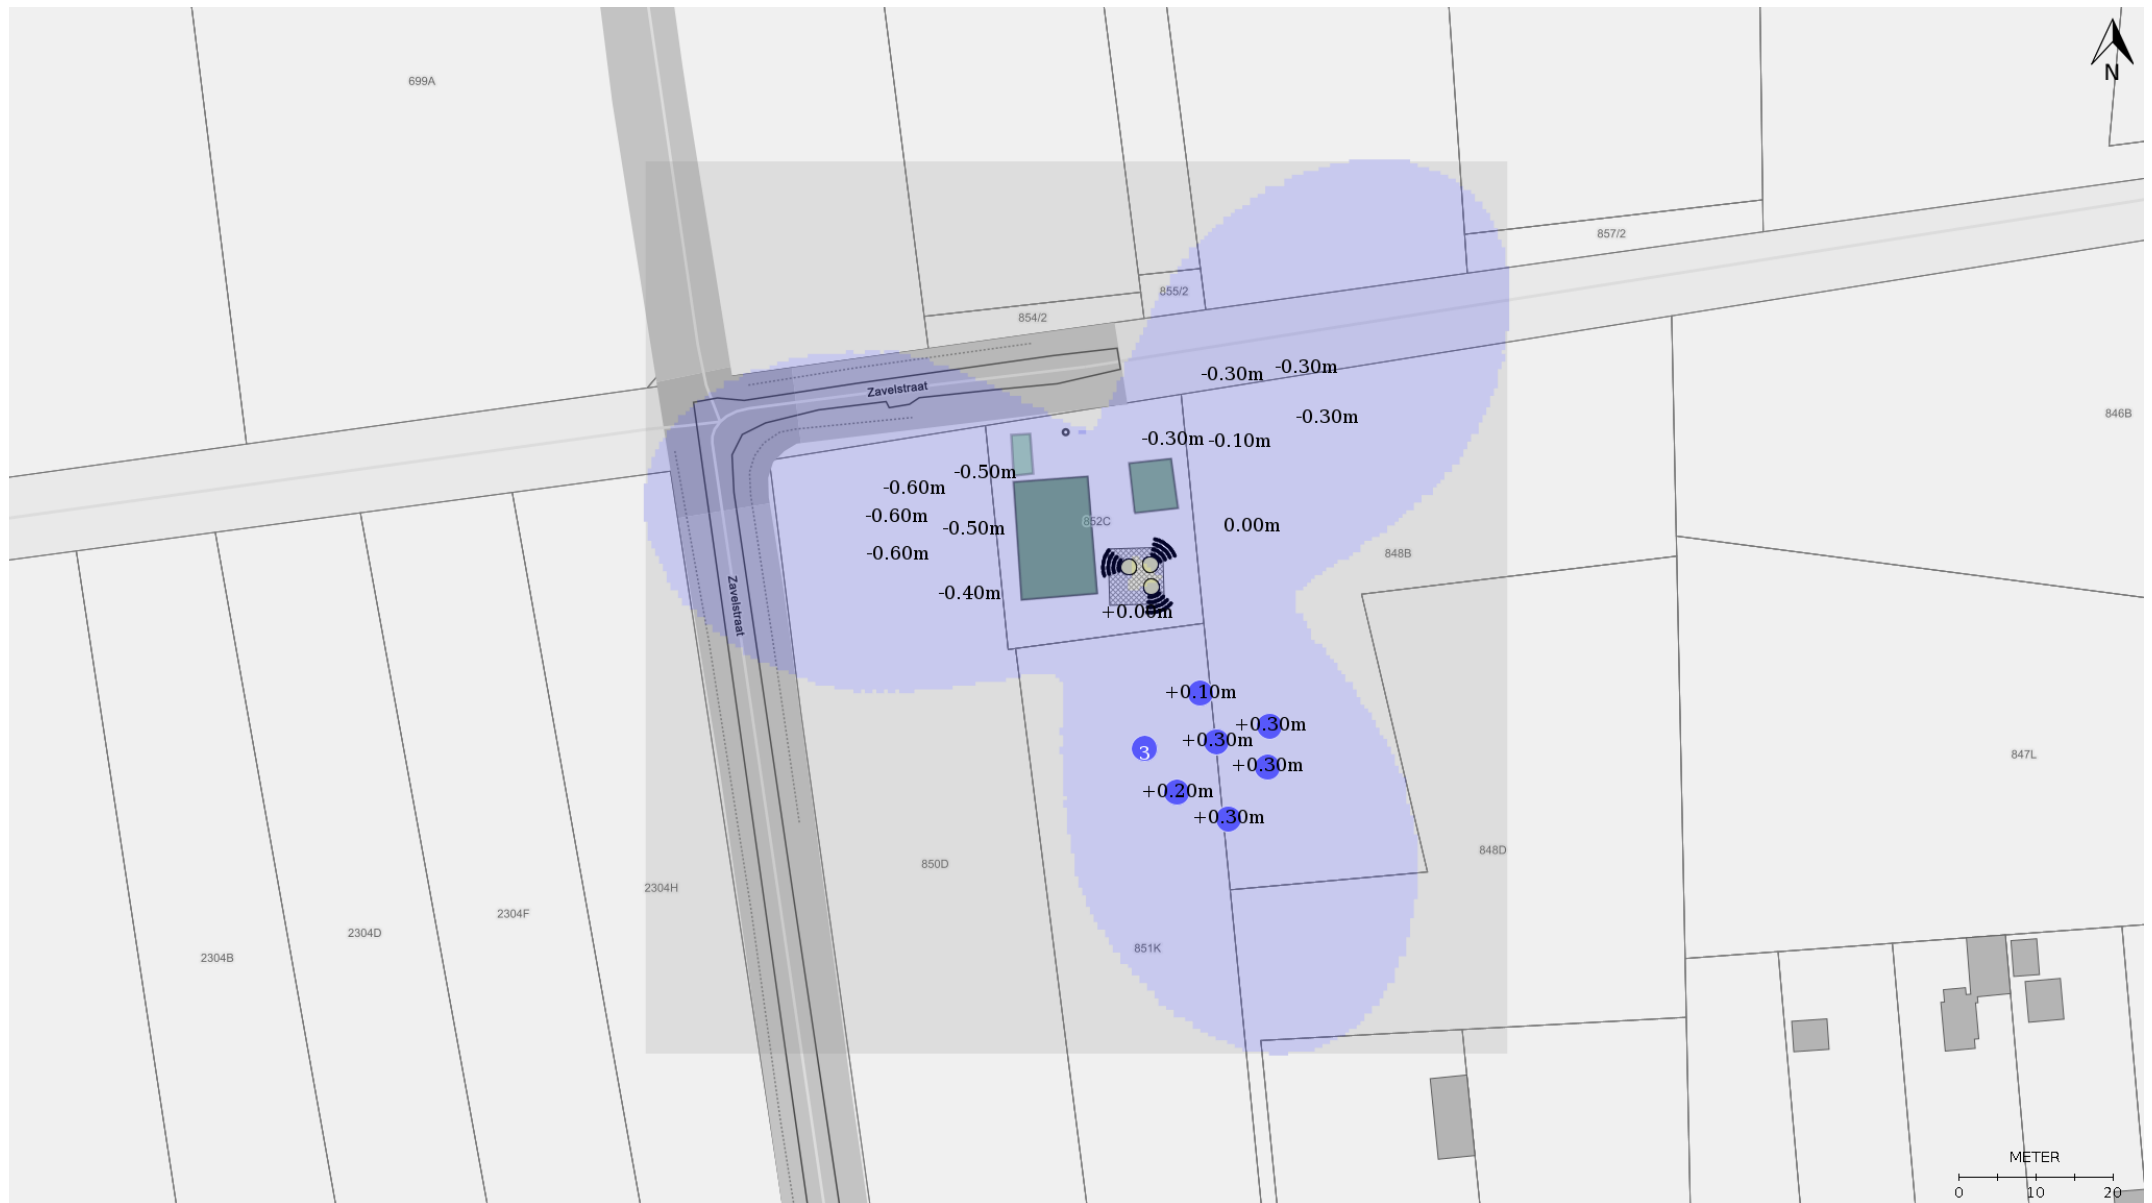 699A
N
857/2
855/2
854/2
-0.30m
-0.30m
Zavelstraat
846B
-0.30m
-0.30m
-0.10m
-0.50m
-0.60m
-0.60m
852C
0.00m
-0.50m
-0.60m
848B
-0.40m
Zavelstraat
+0.00m
+0.10m
+0.30m
+0.30m
3
847L
+0.30m
+0.20m
+0.30m
848D
850D
2304H
2304F
2304D
851K
2304B
METER
0 10 20